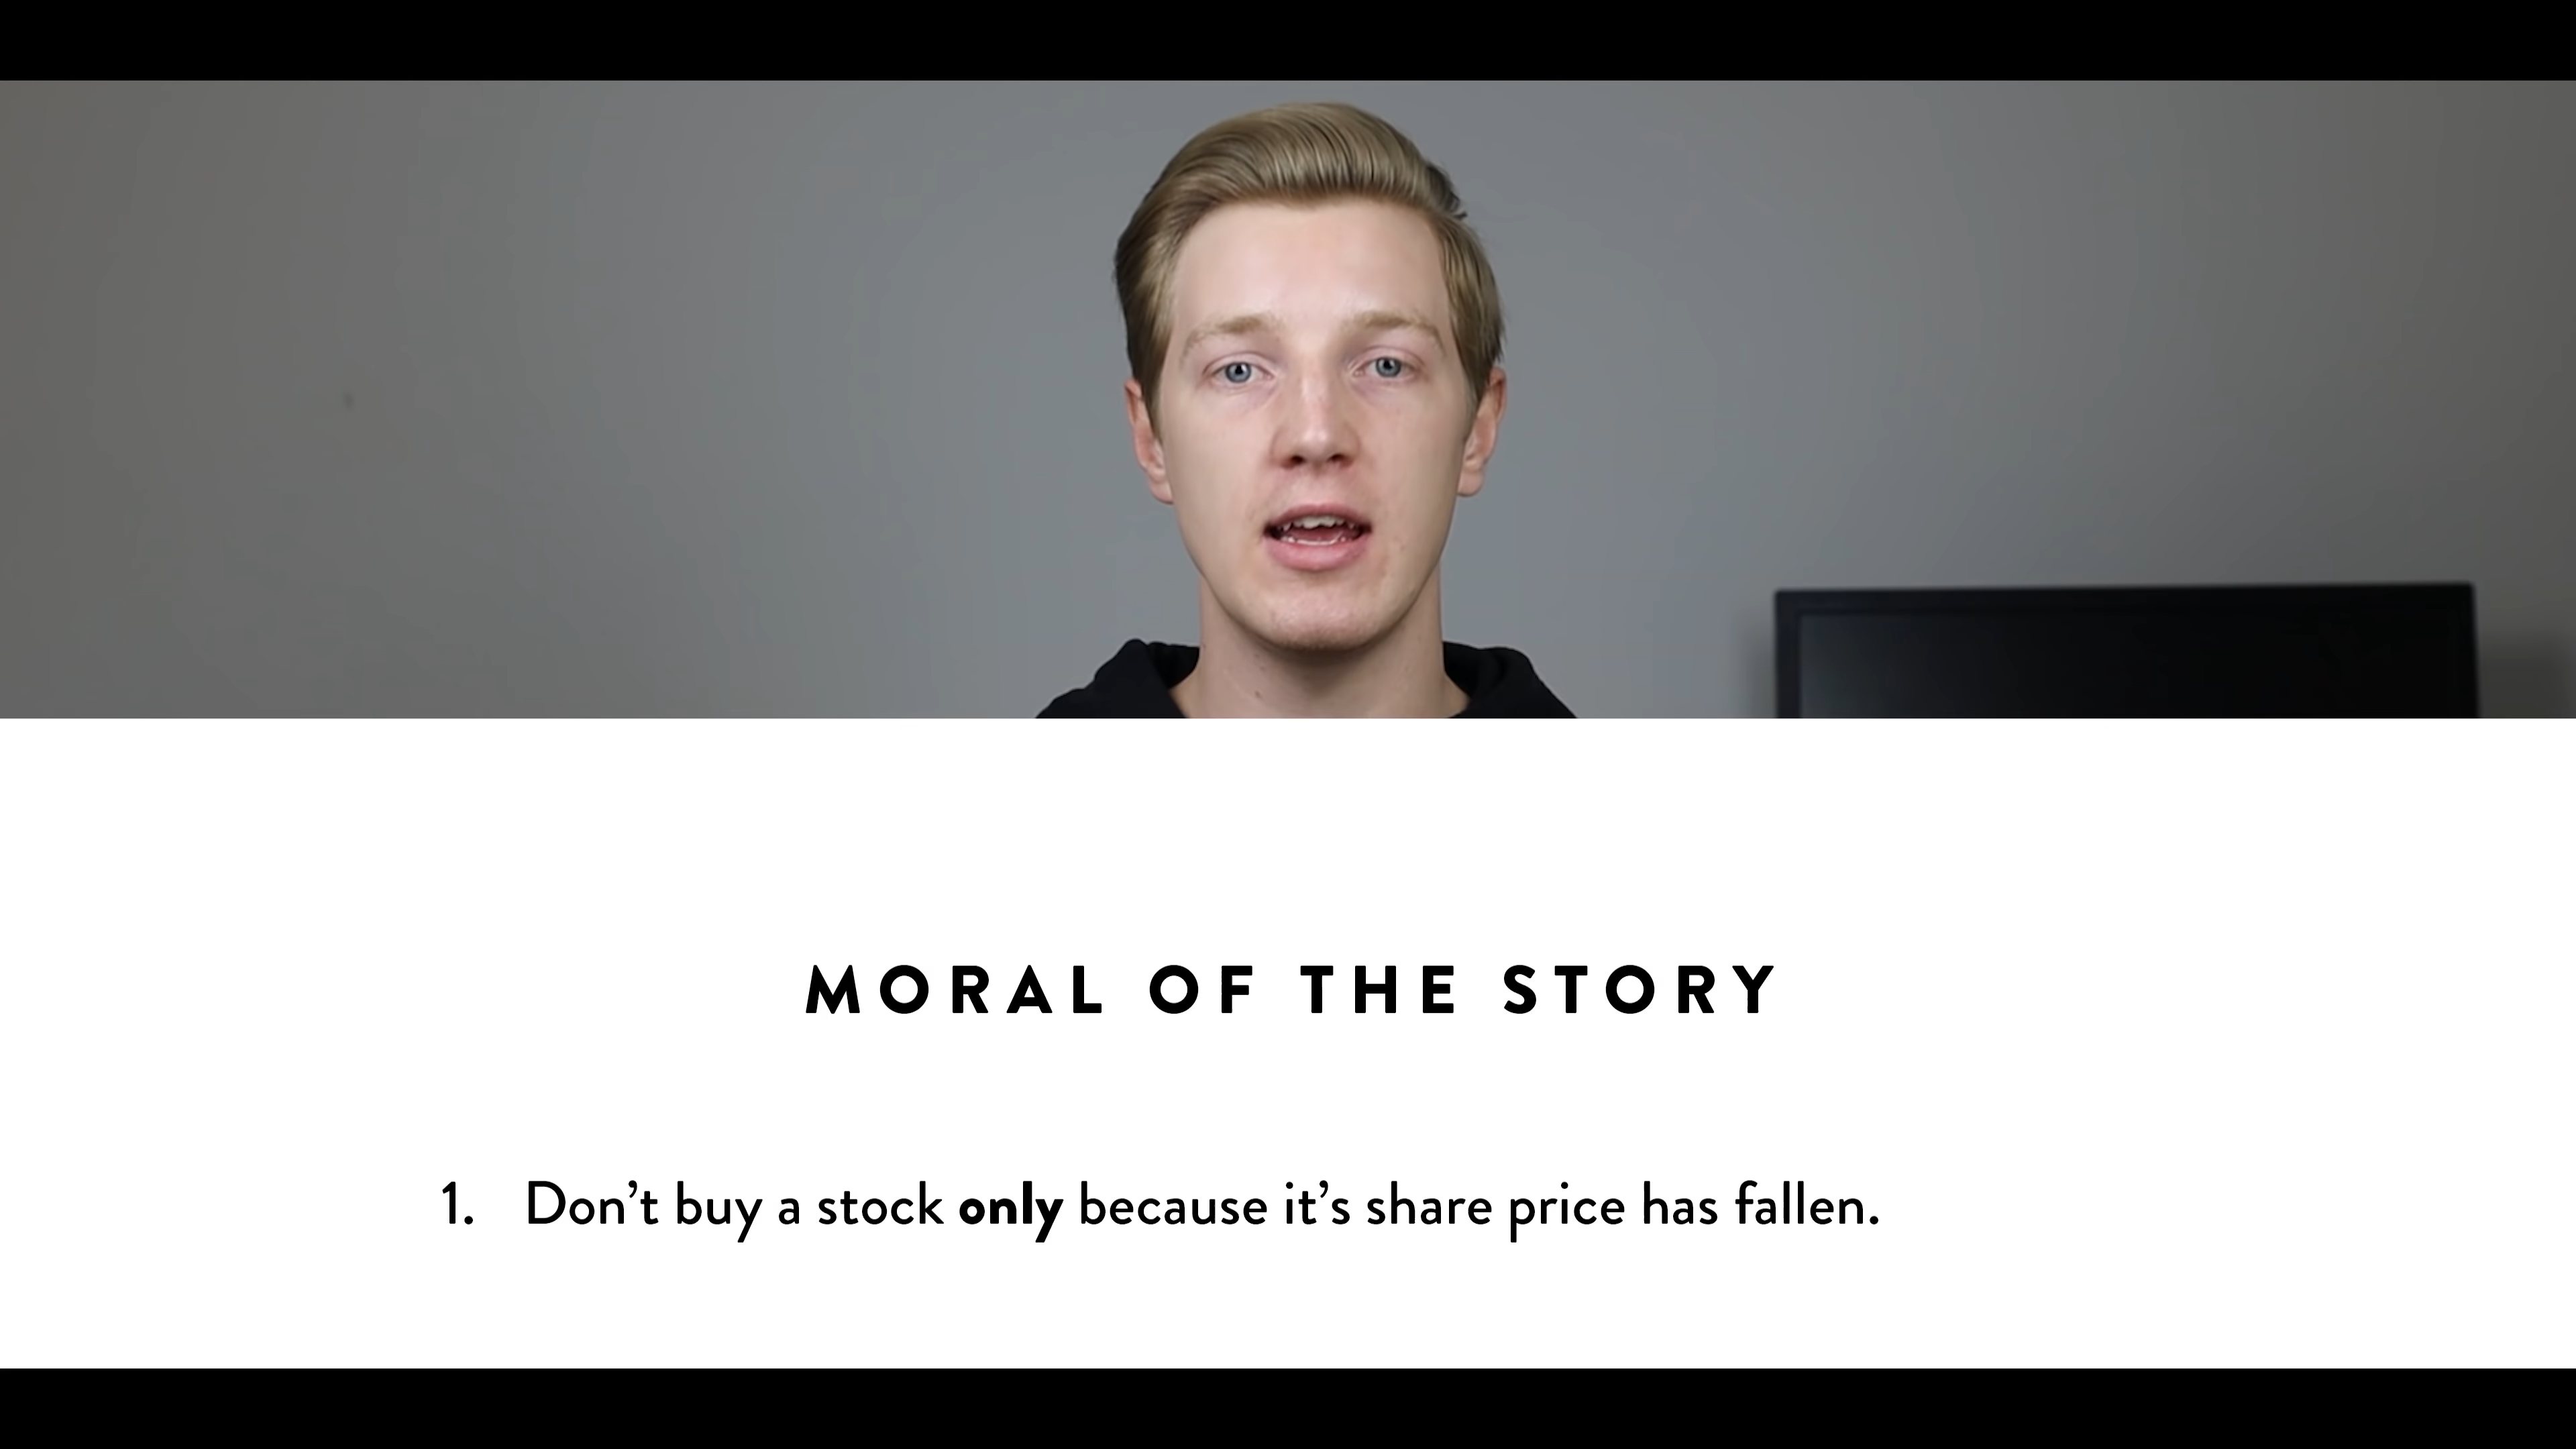 MORAL OF THE STORY
1. Don’t buy a stock only because it’s share price has fallen.